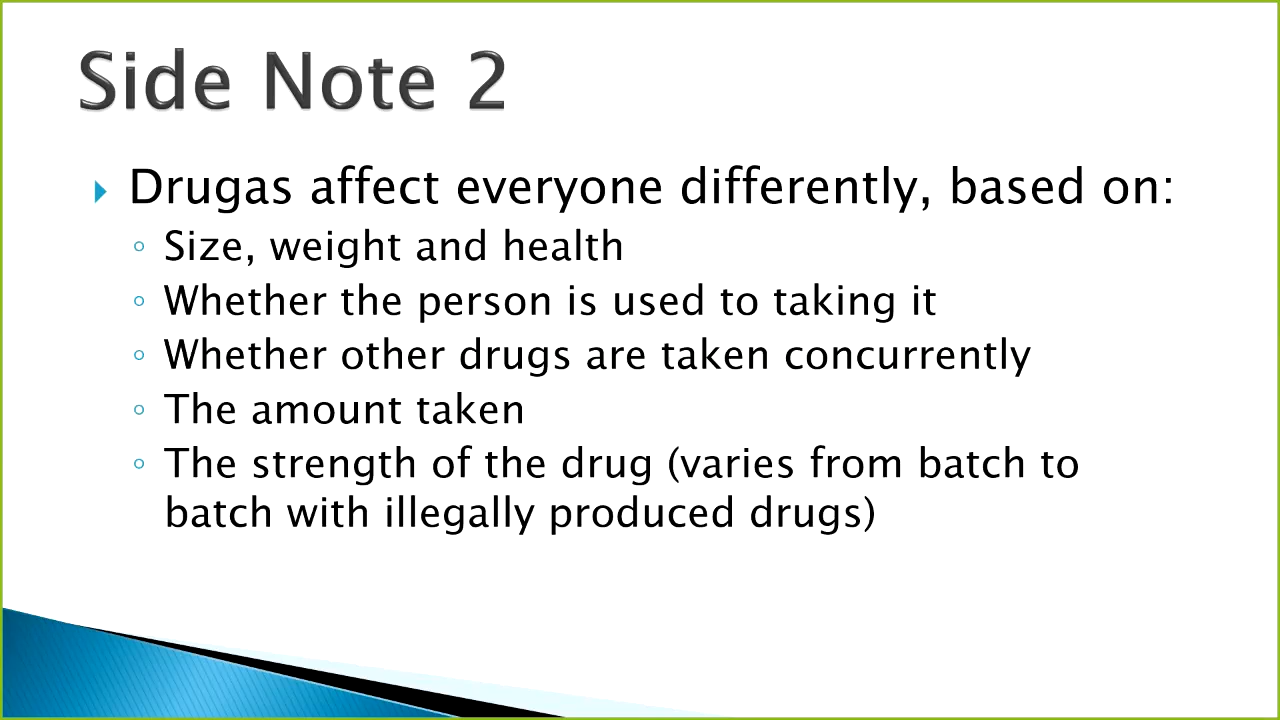 Side Note 2
Drugas affect everyone differently, based on:
Size, weight and health
Whether the person is used to taking it
Whether other drugs are taken concurrently
The amount taken
The strength of the drug (varies from batch to
batch with illegally produced drugs)